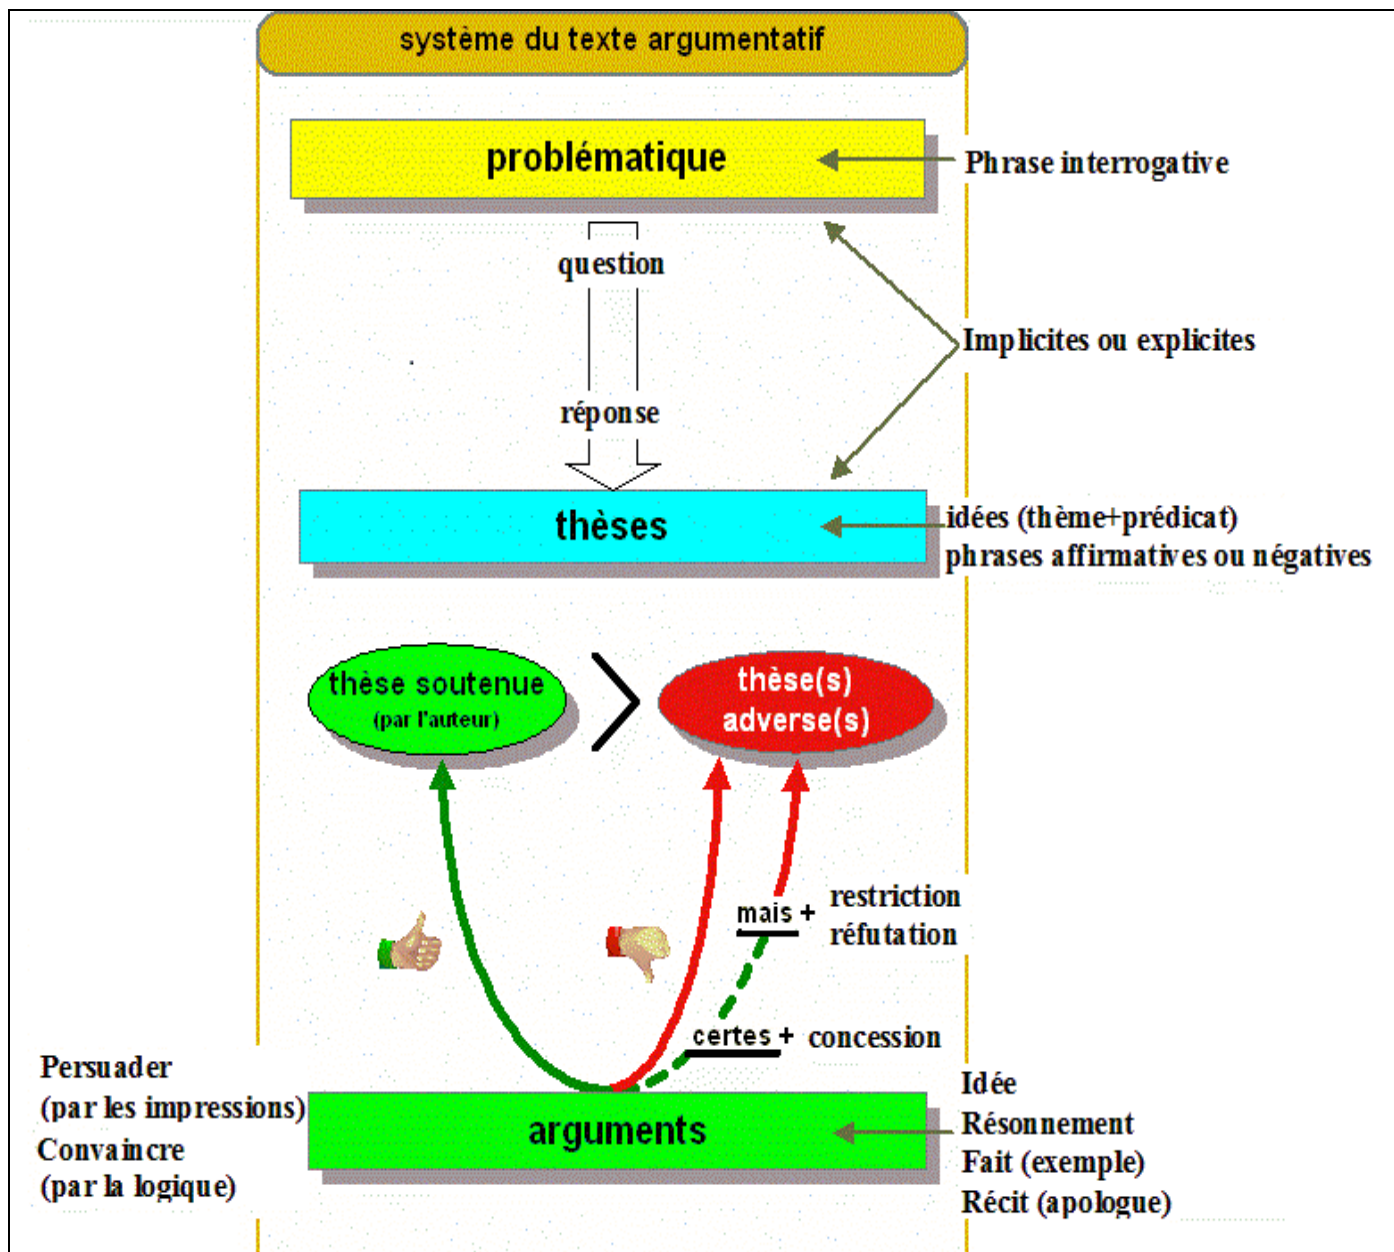 système du texte argumentatif
problématique
Phrase interrogative
question
Implicites ou explicites
réponse
thèses
idées (thème+prédicat)
phrases affirmatives ou négatives
thèse soutenue
(par l'auteur)
>
thèse(s)
adverse(s)
mais +
restriction
réfutation
certes + concession
Persuader
(par les impressions)
Convaincre
(par la logique)
arguments
Idée
Résonnement
Fait (exemple)
Récit (apologue)